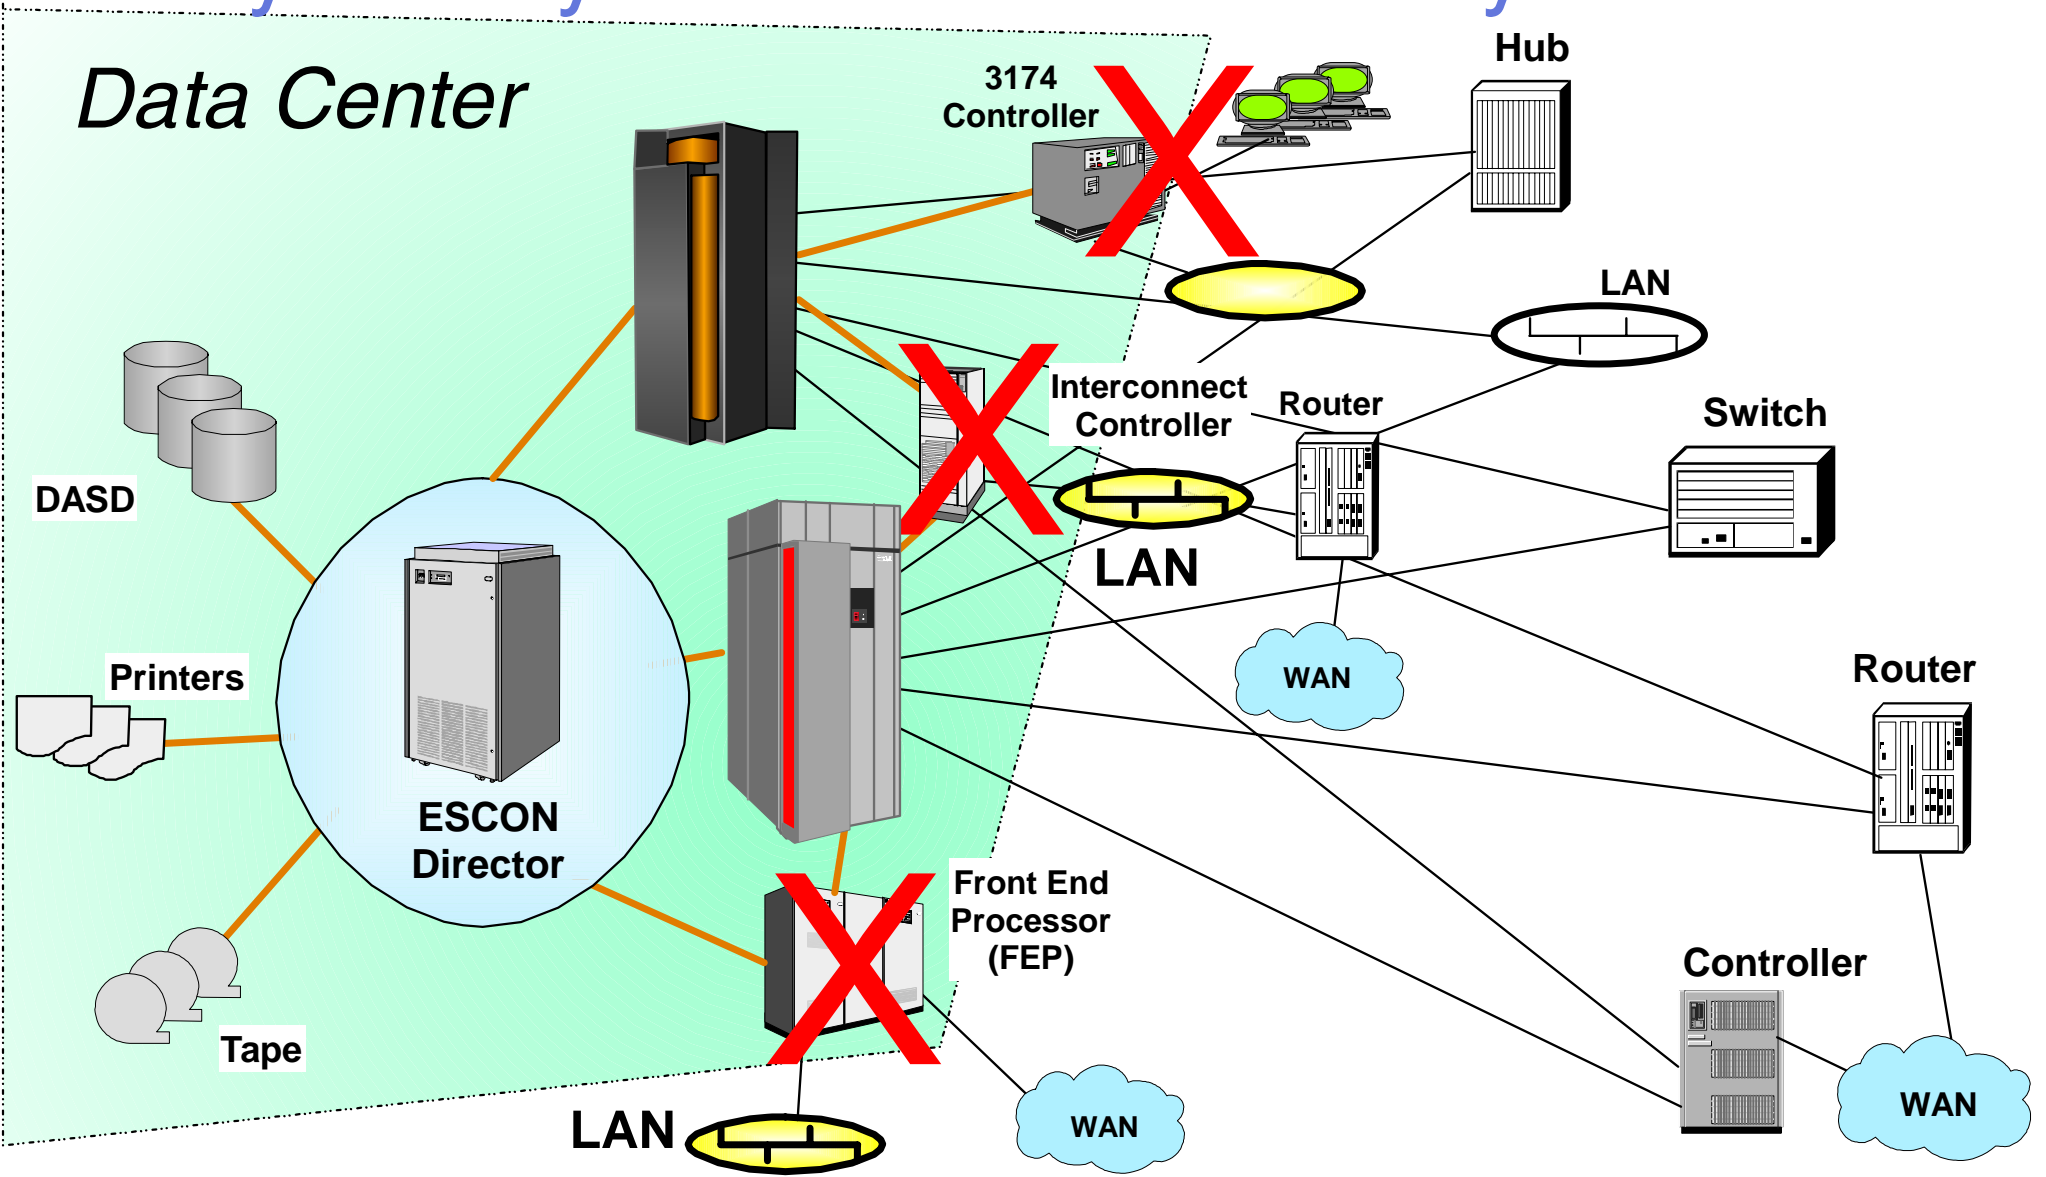 Data Center
3174
Controller
Hub
LAN
Interconnect
Controller
Router
Switch
DASD
LAN
Printers
WAN
Router
ESCON
Director
Front End
Processor
(FEP)
Controller
Tape
LAN
WAN
WAN